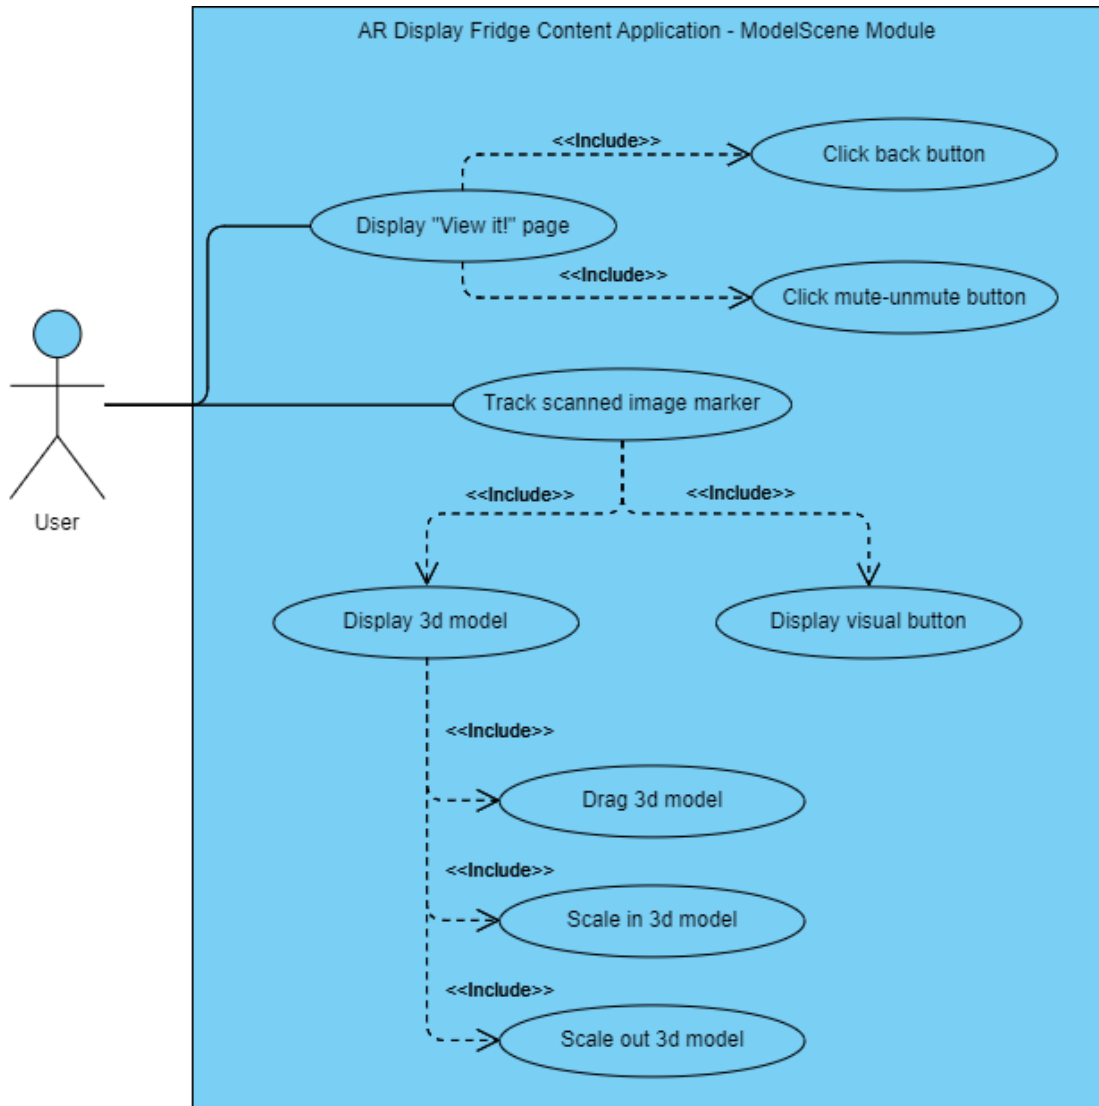 AR Display Fridge Content Application - ModelScene Module
<<Include>>
Click back button
Display "View it!" page
<<Include>>
Click mute-unmute button
Track scanned image marker
User
<<Include>>
<<Include>>
Display 3d model
Display visual button
<<Include>>
Drag 3d model
<<Include>>
Scale in 3d model
<<Include>>
Scale out 3d model